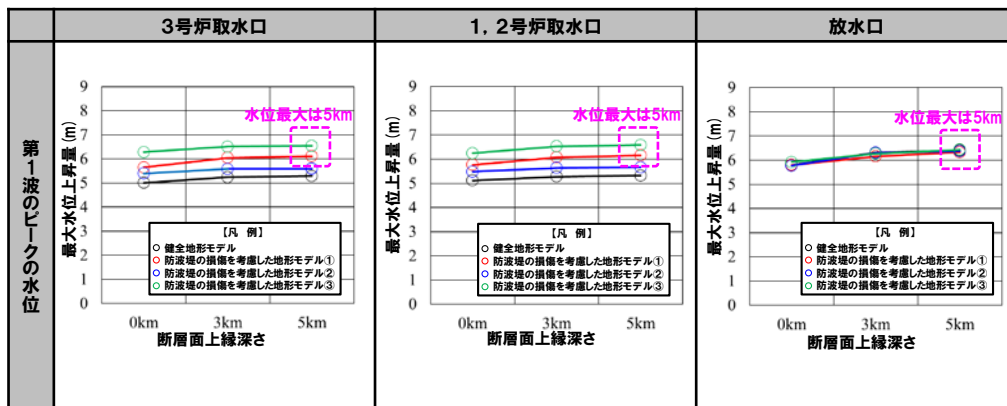 3号炉取水口
1,2号炉取水口
放水口
第1波のピークの水位
最大水位上昇量(m)
9
8
7
6
5
4
3
2
1
0
水位最大は5km
【凡 例】
健全地形モデル
防波堤の損傷を考慮した地形モデル①
防波堤の損傷を考慮した地形モデル②
防波堤の損傷を考慮した地形モデル③
0km 3km 5km
断層面上縁深さ
最大水位上昇量(m)
9
8
7
6
5
4
3
2
1
0
水位最大は5km
【凡 例】
健全地形モデル
防波堤の損傷を考慮した地形モデル①
防波堤の損傷を考慮した地形モデル②
防波堤の損傷を考慮した地形モデル③
0km 3km 5km
断層面上縁深さ
最大水位上昇量(m)
9
8
7
6
5
4
3
2
1
0
水位最大は5km
【凡 例】
健全地形モデル
防波堤の損傷を考慮した地形モデル①
防波堤の損傷を考慮した地形モデル②
防波堤の損傷を考慮した地形モデル③
0km 3km 5km
断層面上縁深さ